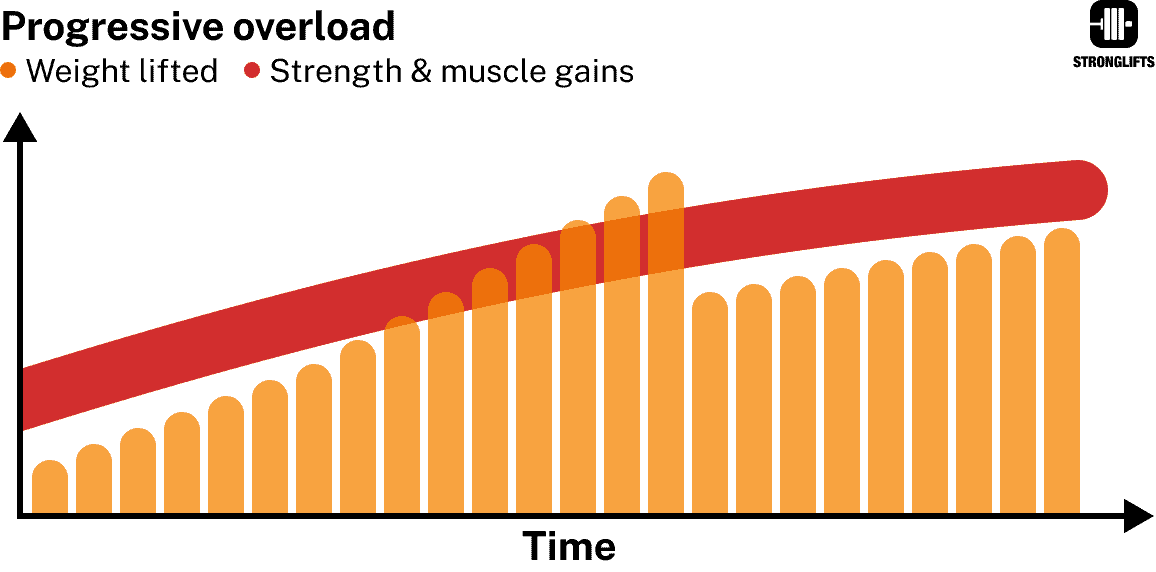 Progressive overload
Weight lifted Strength & muscle gains
STRONGLIFTS
Time